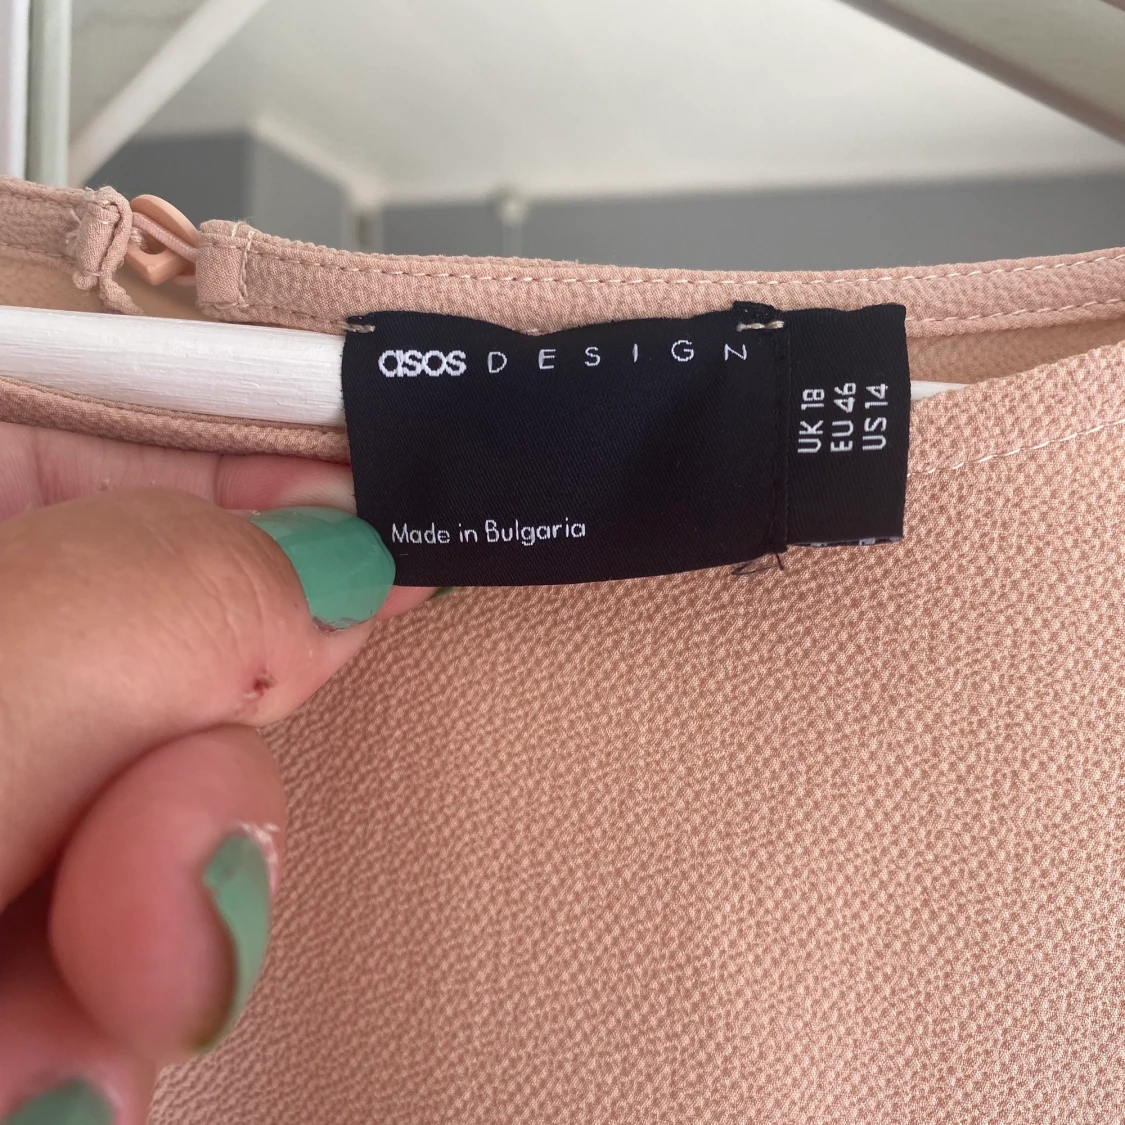 asos DESIGN
Made in Bulgaria
UK 18
EU 46
US 14